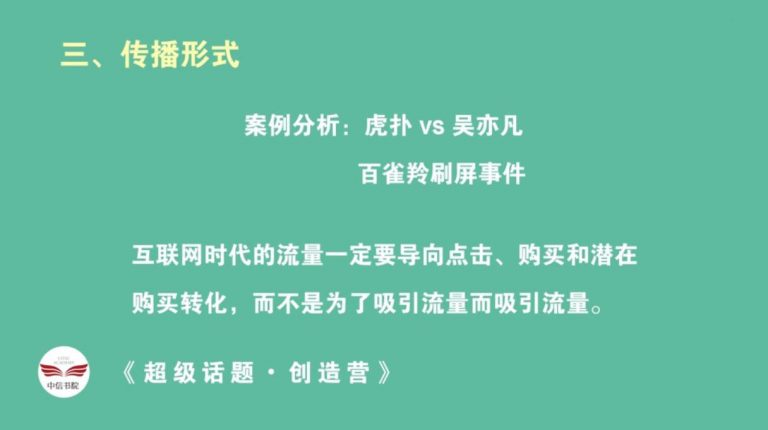 三、传播形式
案例分析：虎扑 vs 吴亦凡
百雀羚刷屏事件
互联网时代的流量一定要导向点击、购买和潜在
购买转化，而不是为了吸引流量而吸引流量。
中信书院
《超级话题·创造营》